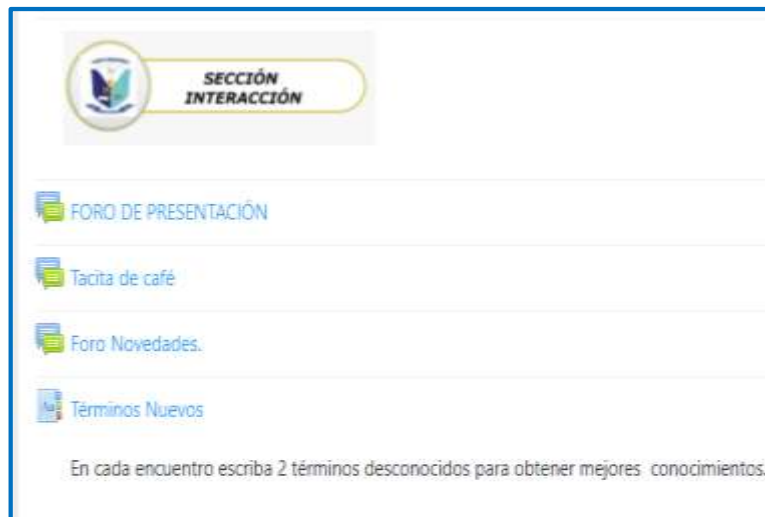 SECCIÓN
INTERACCIÓN
FORO DE PRESENTACIÓN
Tacita de café
Foro Novedades.
Términos Nuevos
En cada encuentro escriba 2 términos desconocidos para obtener mejores conocimientos.